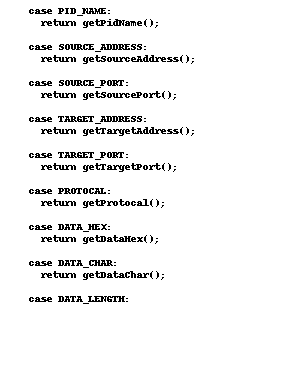 case PID_NAME:
return getPidName();
case SOURCE_ADDRESS:
return getSourceAddress();
case SOURCE_PORT:
return getSourcePort();
case TARGET_ADDRESS:
return getTargetAddress();
case TARGET_PORT:
return getTargetPort();
case PROTOCAL:
return getProtocal();
case DATA_HEX:
return getDataHex();
case DATA_CHAR:
return getDataChar();
case DATA_LENGTH: